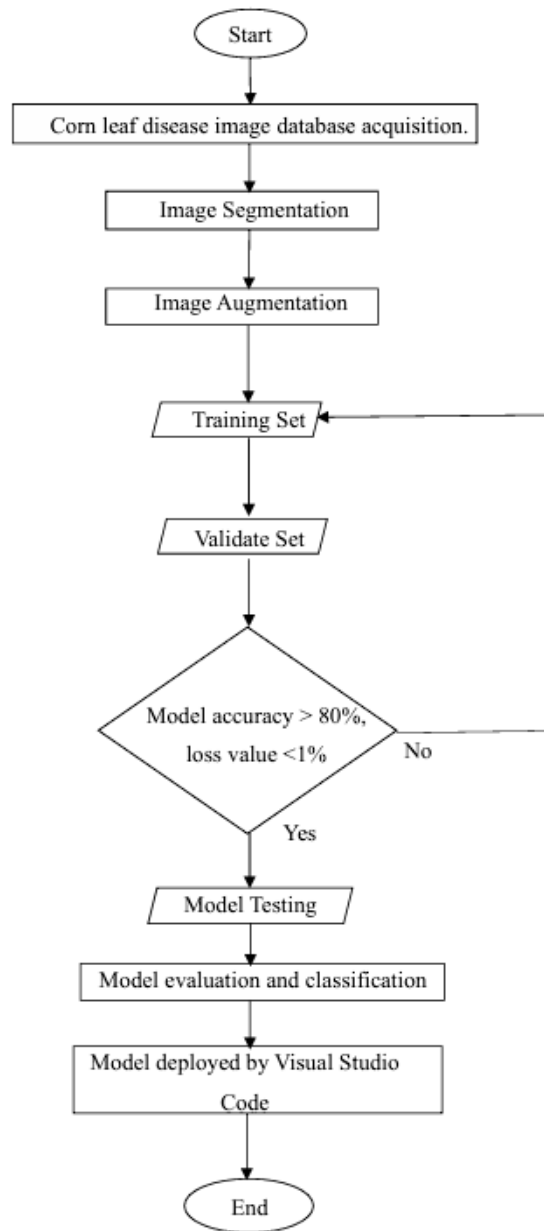 Start
Corn leaf disease image database acquisition.
Image Segmentation
Image Augmentation
Training Set
Validate Set
Model accuracy > 80%,
loss value <1%
No
Yes
Model Testing
Model evaluation and classification
Model deployed by Visual Studio
Code
End